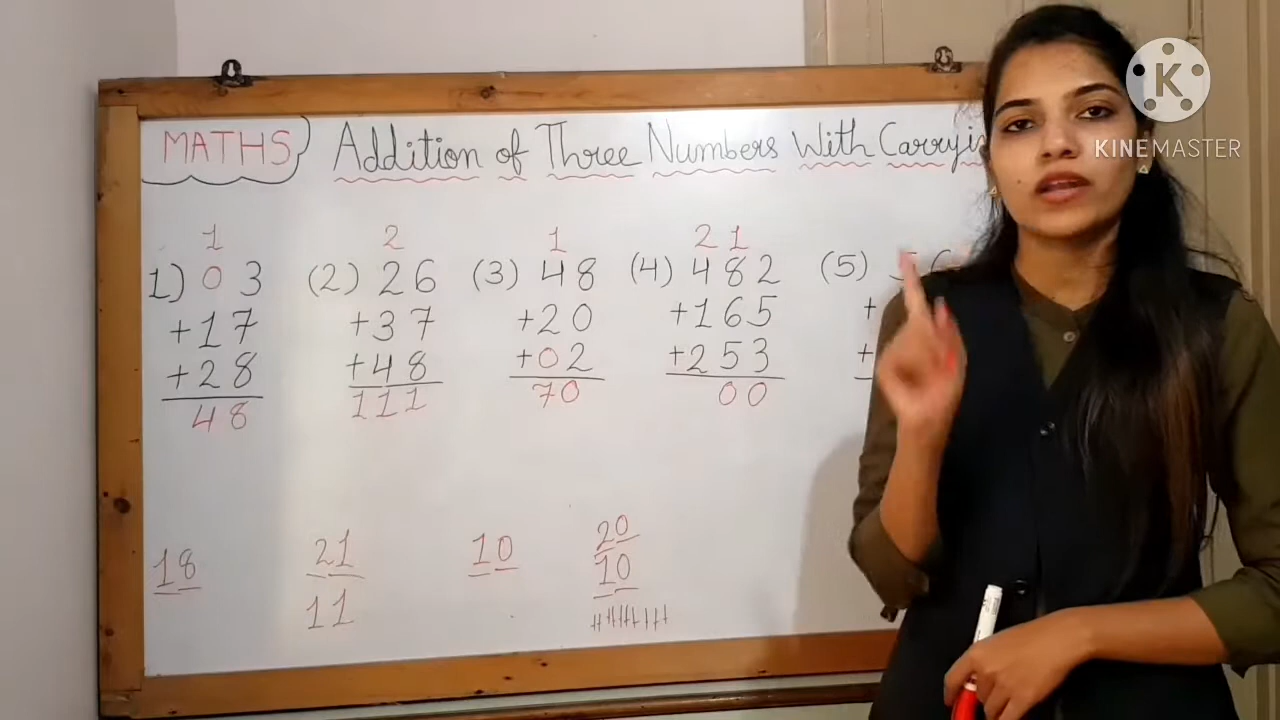 MATHS Addition of Three Numbers With Carryi
1 2 1 2 1
1) 0 3 (2) 2 6 (3) 4 8 (4) 4 8 2 (5) 5 6
+ 1 7 + 3 7 + 2 0 + 1 6 5 +
+ 2 8 + 4 8 + 0 2 + 2 5 3 +
4 8 1 1 1 7 0 0 0
18 21 10 20
11 10
K
KINEMASTER